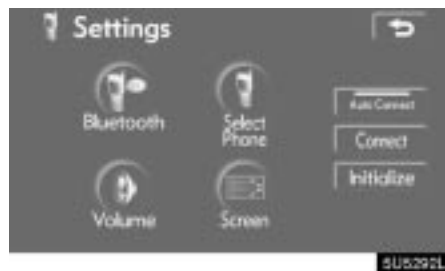 Settings
Bluetooth
Select
Phone
Auto Connect
Connect
Initialize
Volume
Screen
5U5292L